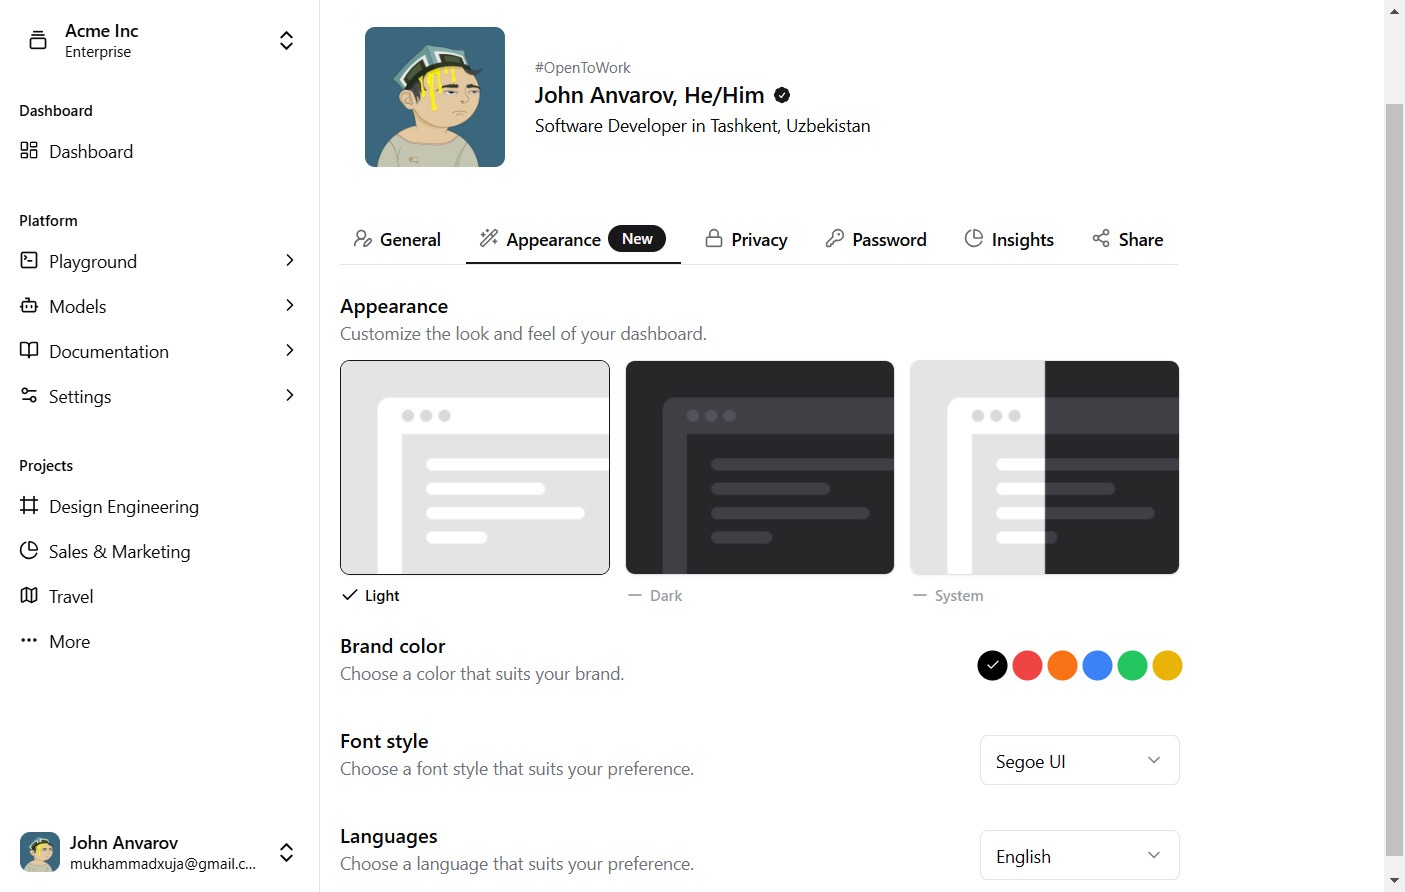 Acme Inc
Enterprise
Dashboard
Dashboard
Platform
Playground
Models
Documentation
Settings
Projects
Design Engineering
Sales & Marketing
Travel
More
John Anvarov
mukhammadxuja@gmail.c...
#OpenToWork
John Anvarov, He/Him
Software Developer in Tashkent, Uzbekistan
General Appearance New Privacy Password Insights Share
Appearance
Customize the look and feel of your dashboard.
Light Dark System
Brand color
Choose a color that suits your brand.
Font style
Choose a font style that suits your preference.
Segoe UI
Languages
Choose a language that suits your preference.
English